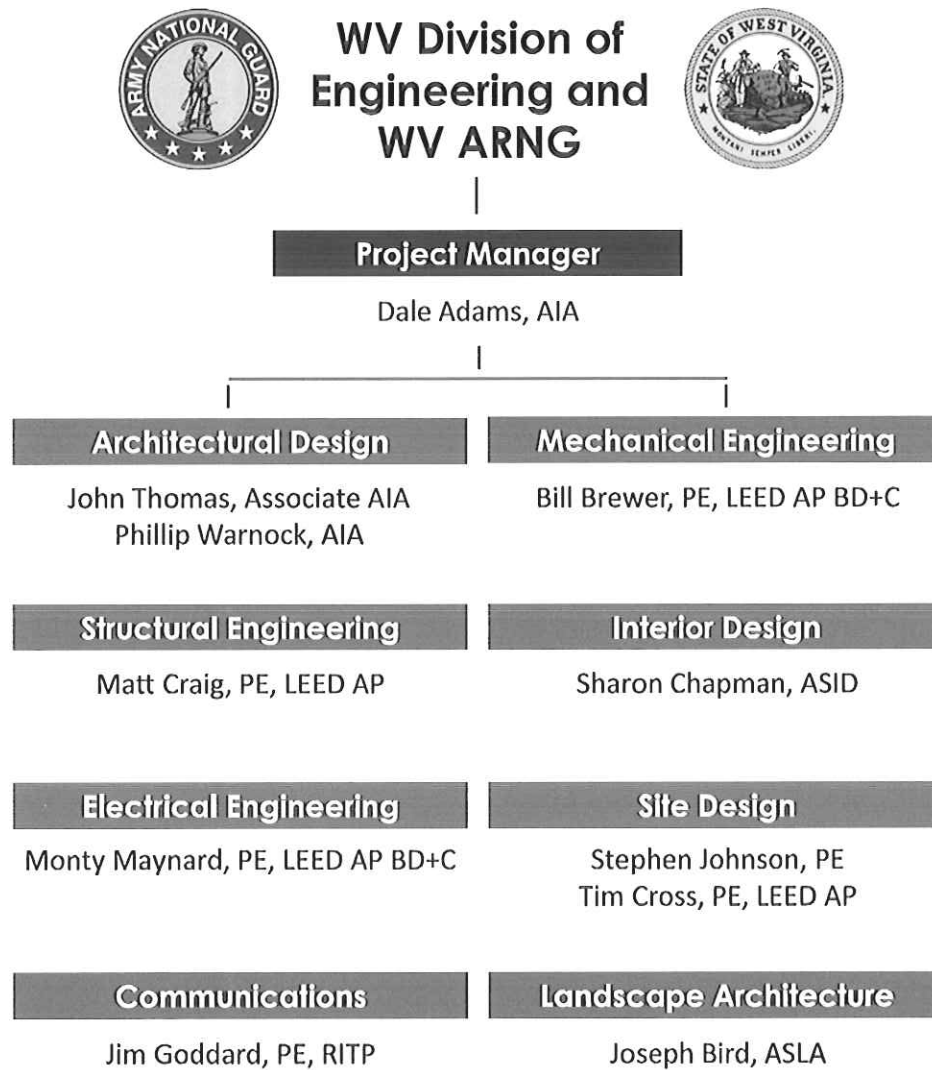 ARMY NATIONAL GUARD
WV Division of
Engineering and
WV ARNG
STATE OF WEST VIRGINIA
MONTANI SEMPER LIBERI.
Project Manager
Dale Adams, AIA
Architectural Design
John Thomas, Associate AIA
Phillip Warnock, AIA
Mechanical Engineering
Bill Brewer, PE, LEED AP BD+C
Structural Engineering
Matt Craig, PE, LEED AP
Interior Design
Sharon Chapman, ASID
Electrical Engineering
Monty Maynard, PE, LEED AP BD+C
Site Design
Stephen Johnson, PE
Tim Cross, PE, LEED AP
Communications
Jim Goddard, PE, RITP
Landscape Architecture
Joseph Bird, ASLA